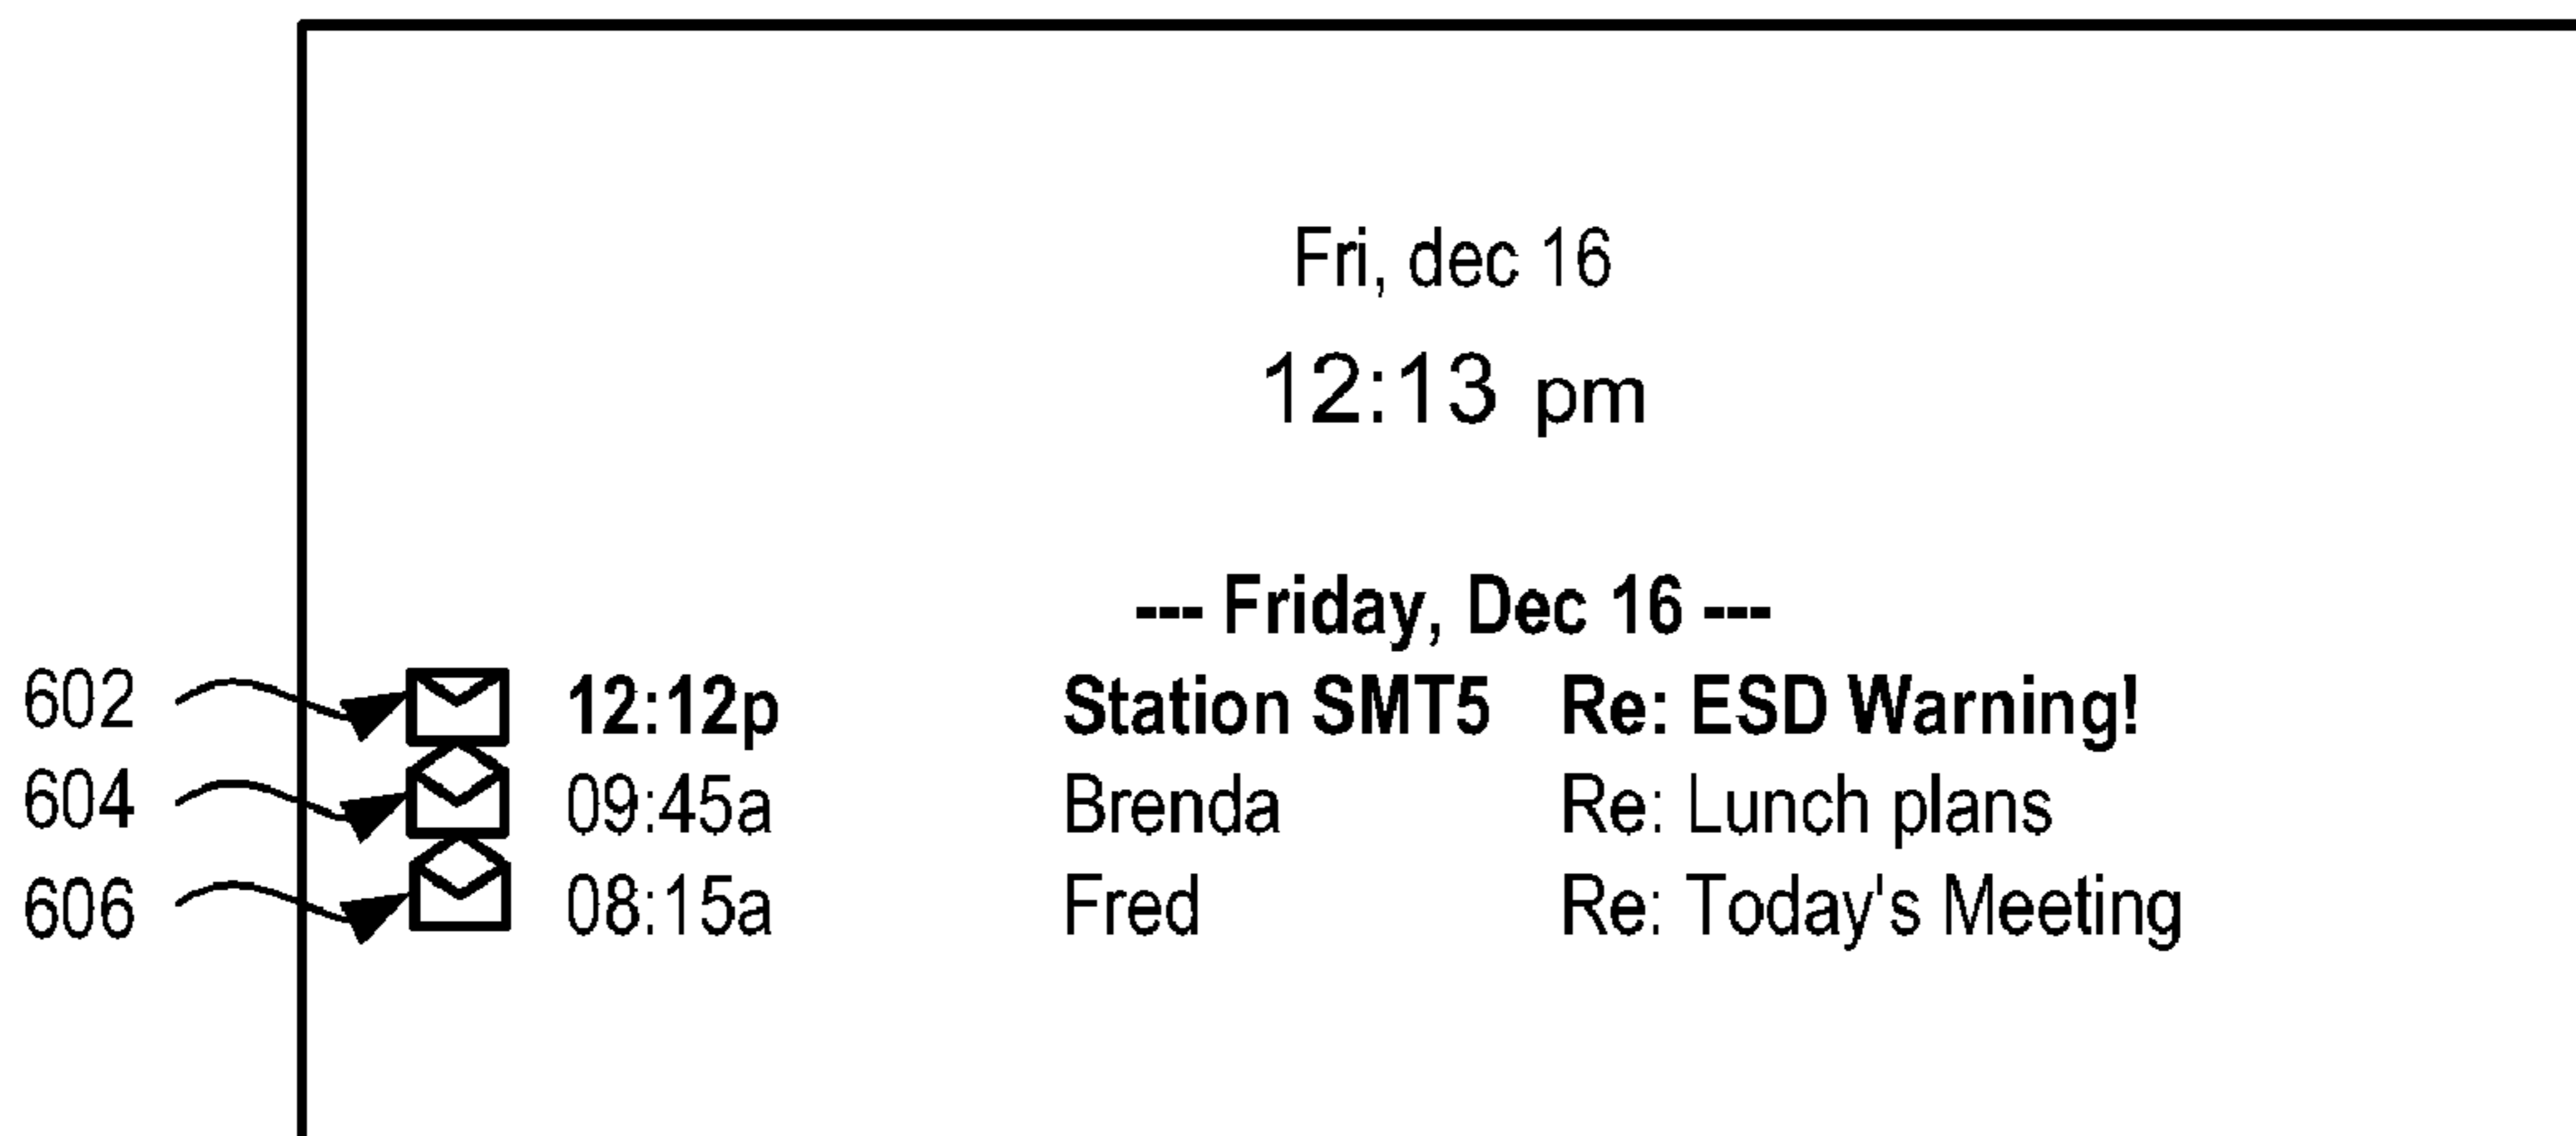 Fri, dec 16
12:13 pm
--- Friday, Dec 16 ---
602 12:12p Station SMT5 Re: ESD Warning!
604 09:45a Brenda Re: Lunch plans
606 08:15a Fred Re: Today's Meeting